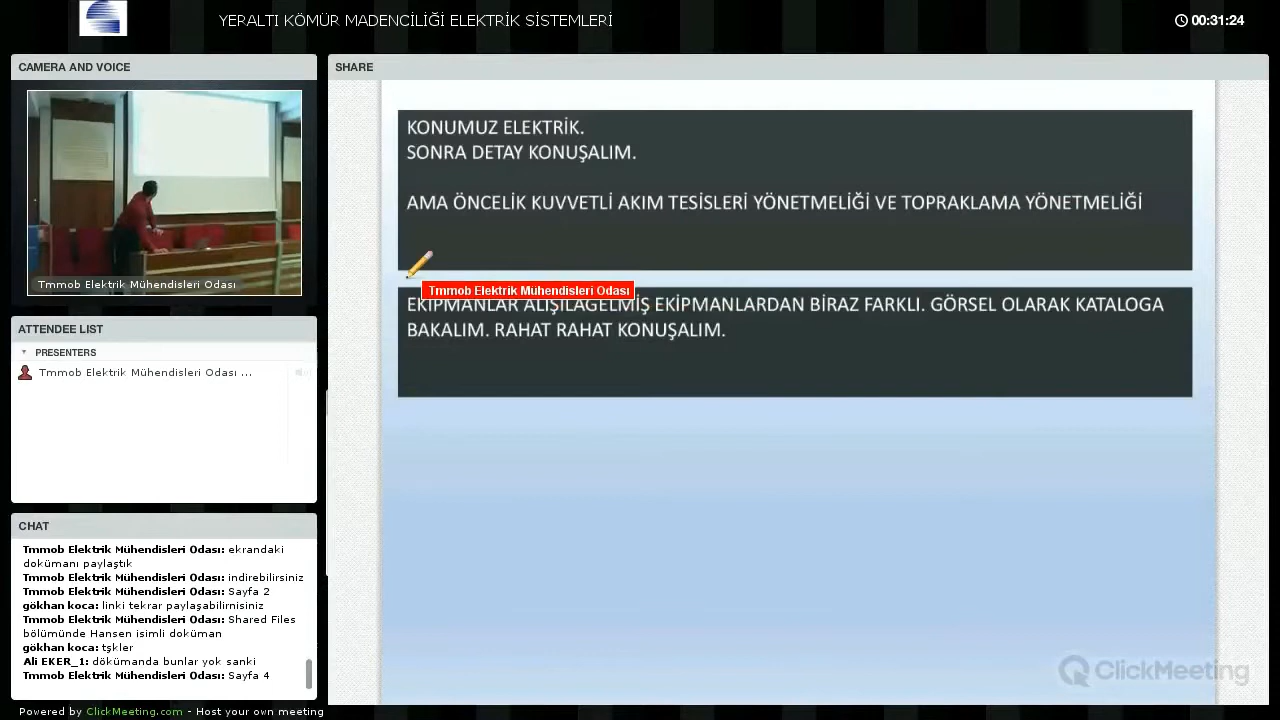 YERALTI KÖMÜR MADENCİLİĞİ ELEKTRİK SİSTEMLERİ
00:31:24
CAMERA AND VOICE
Tmmob Elektrik Mühendisleri Odası
ATTENDEE LIST
PRESENTERS
Tmmob Elektrik Mühendisleri Odası ...
CHAT
Tmmob Elektrik Mühendisleri Odası: ekrandaki
dokümanı paylaştık
Tmmob Elektrik Mühendisleri Odası: indirebilirsiniz
Tmmob Elektrik Mühendisleri Odası: Sayfa 2
gökhan koca: linki tekrar paylaşabilirmisiniz
Tmmob Elektrik Mühendisleri Odası: Shared Files
bölümünde Hansen isimli doküman
gökhan koca: tşkler
Ali EKER_1: dökümanda bunlar yok sanki
Tmmob Elektrik Mühendisleri Odası: Sayfa 4
SHARE
KONUMUZ ELEKTRİK.
SONRA DETAY KONUŞALIM.
AMA ÖNCELİK KUVVETLİ AKIM TESİSLERİ YÖNETMELİĞİ VE TOPRAKLAMA YÖNETMELİĞİ
Tmmob Elektrik Mühendisleri Odası
EKİPMANLAR ALIŞILAGELMİŞ EKİPMANLARDAN BİRAZ FARKLI. GÖRSEL OLARAK KATALOGA
BAKALIM. RAHAT RAHAT KONUŞALIM.
ClickMeeting
Powered by ClickMeeting.com - Host your own meeting